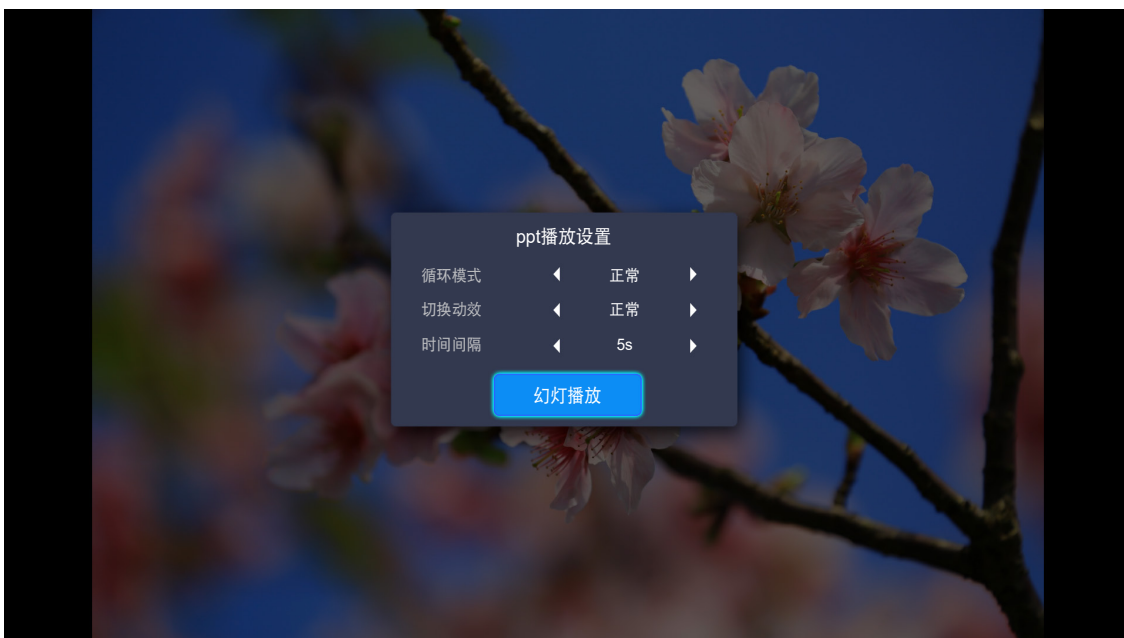 ppt播放设置
循环模式 正常
切换动效 正常
时间间隔 5s
幻灯播放